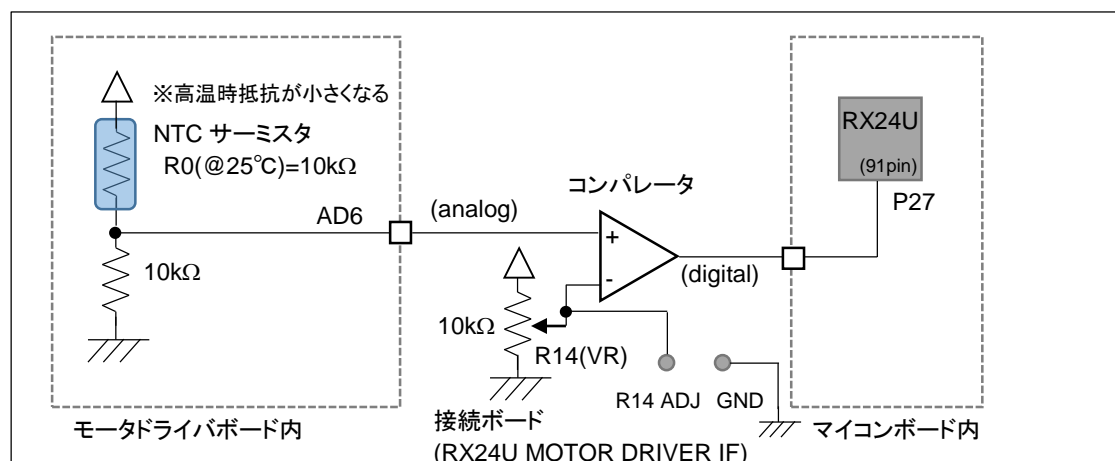 ※高温時抵抗が小さくなる
NTC サーミスタ
R0(@25℃)=10kΩ
AD6
(analog)
コンパレータ
RX24U
(91pin)
P27
+
-
(digital)
10kΩ
10kΩ
R14(VR)
R14 ADJ
GND
モータドライバボード内
接続ボード
(RX24U MOTOR DRIVER IF)
マイコンボード内